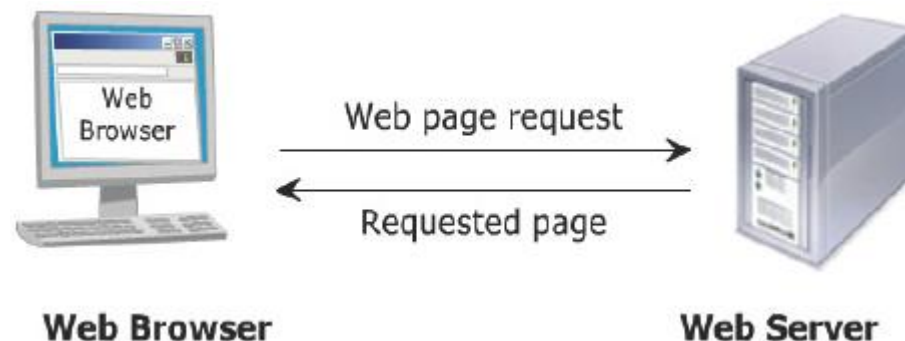 Web
Browser
Web page request
Requested page
Web Browser
Web Server